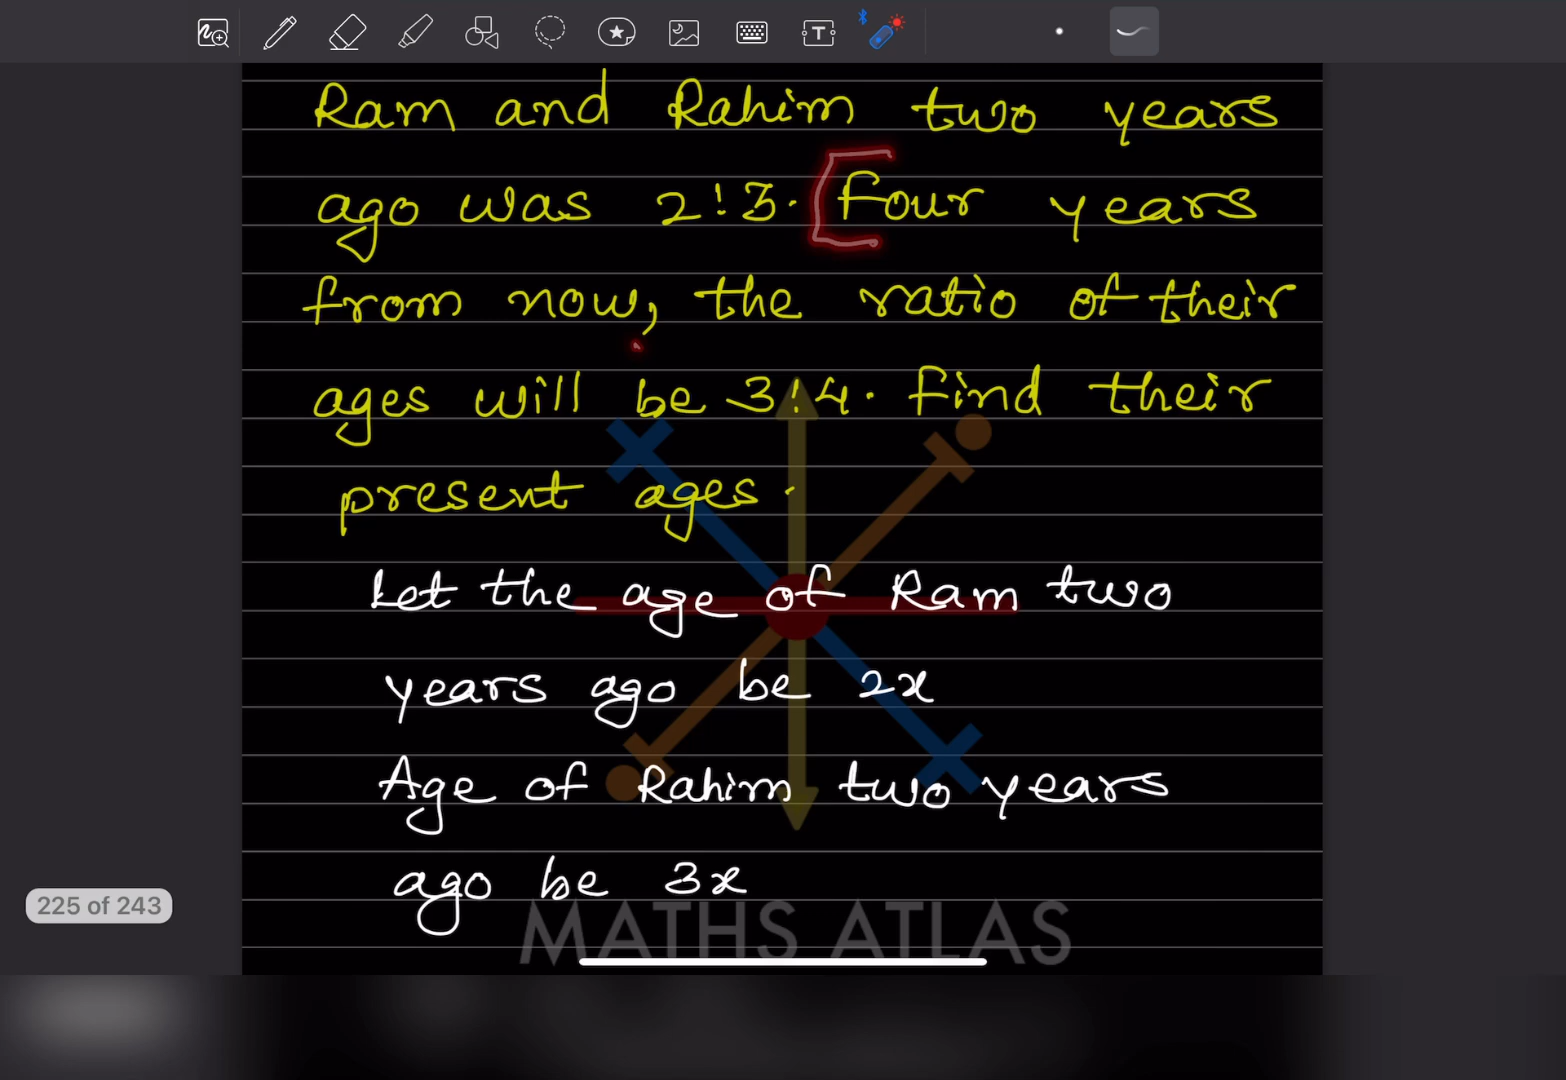 Ram and Rahim two years
ago was 2:3. Four years
from now, the ratio of their
ages will be 3:4. Find their
present ages.
Let the age of Ram two
years ago be 2x
Age of Rahim two years
ago be 3x
225 of 243
MATHS ATLAS